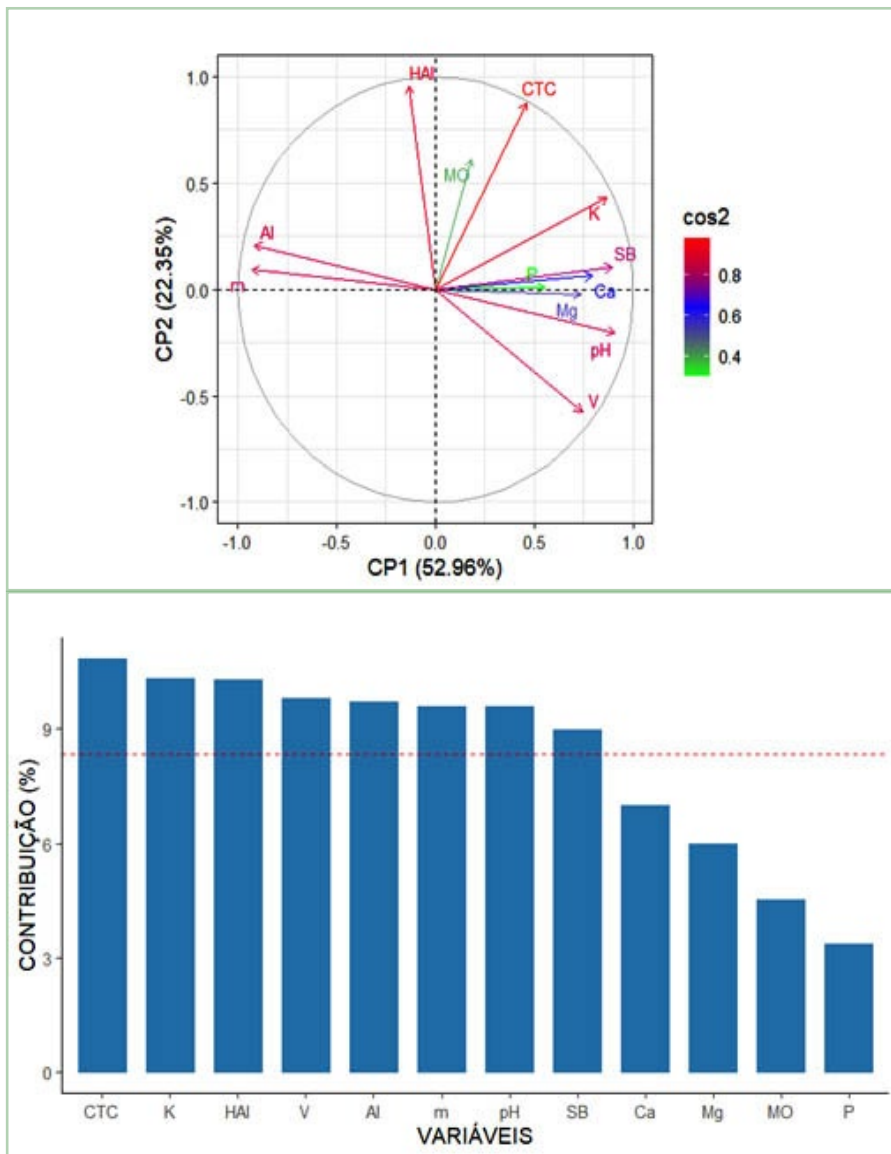 1.0
0.5
0.0
-0.5
-1.0
CP2 (22.35%)
HAl
CTC
MO
K
Al
SB
P
m
Ca
Mg
pH
V
-1.0 -0.5 0.0 0.5 1.0
CP1 (52.96%)
cos2
0.8
0.6
0.4
CONTRIBUIÇÃO (%)
9
6
3
0
CTC K HAl V Al m pH SB Ca Mg MO P
VARIÁVEIS